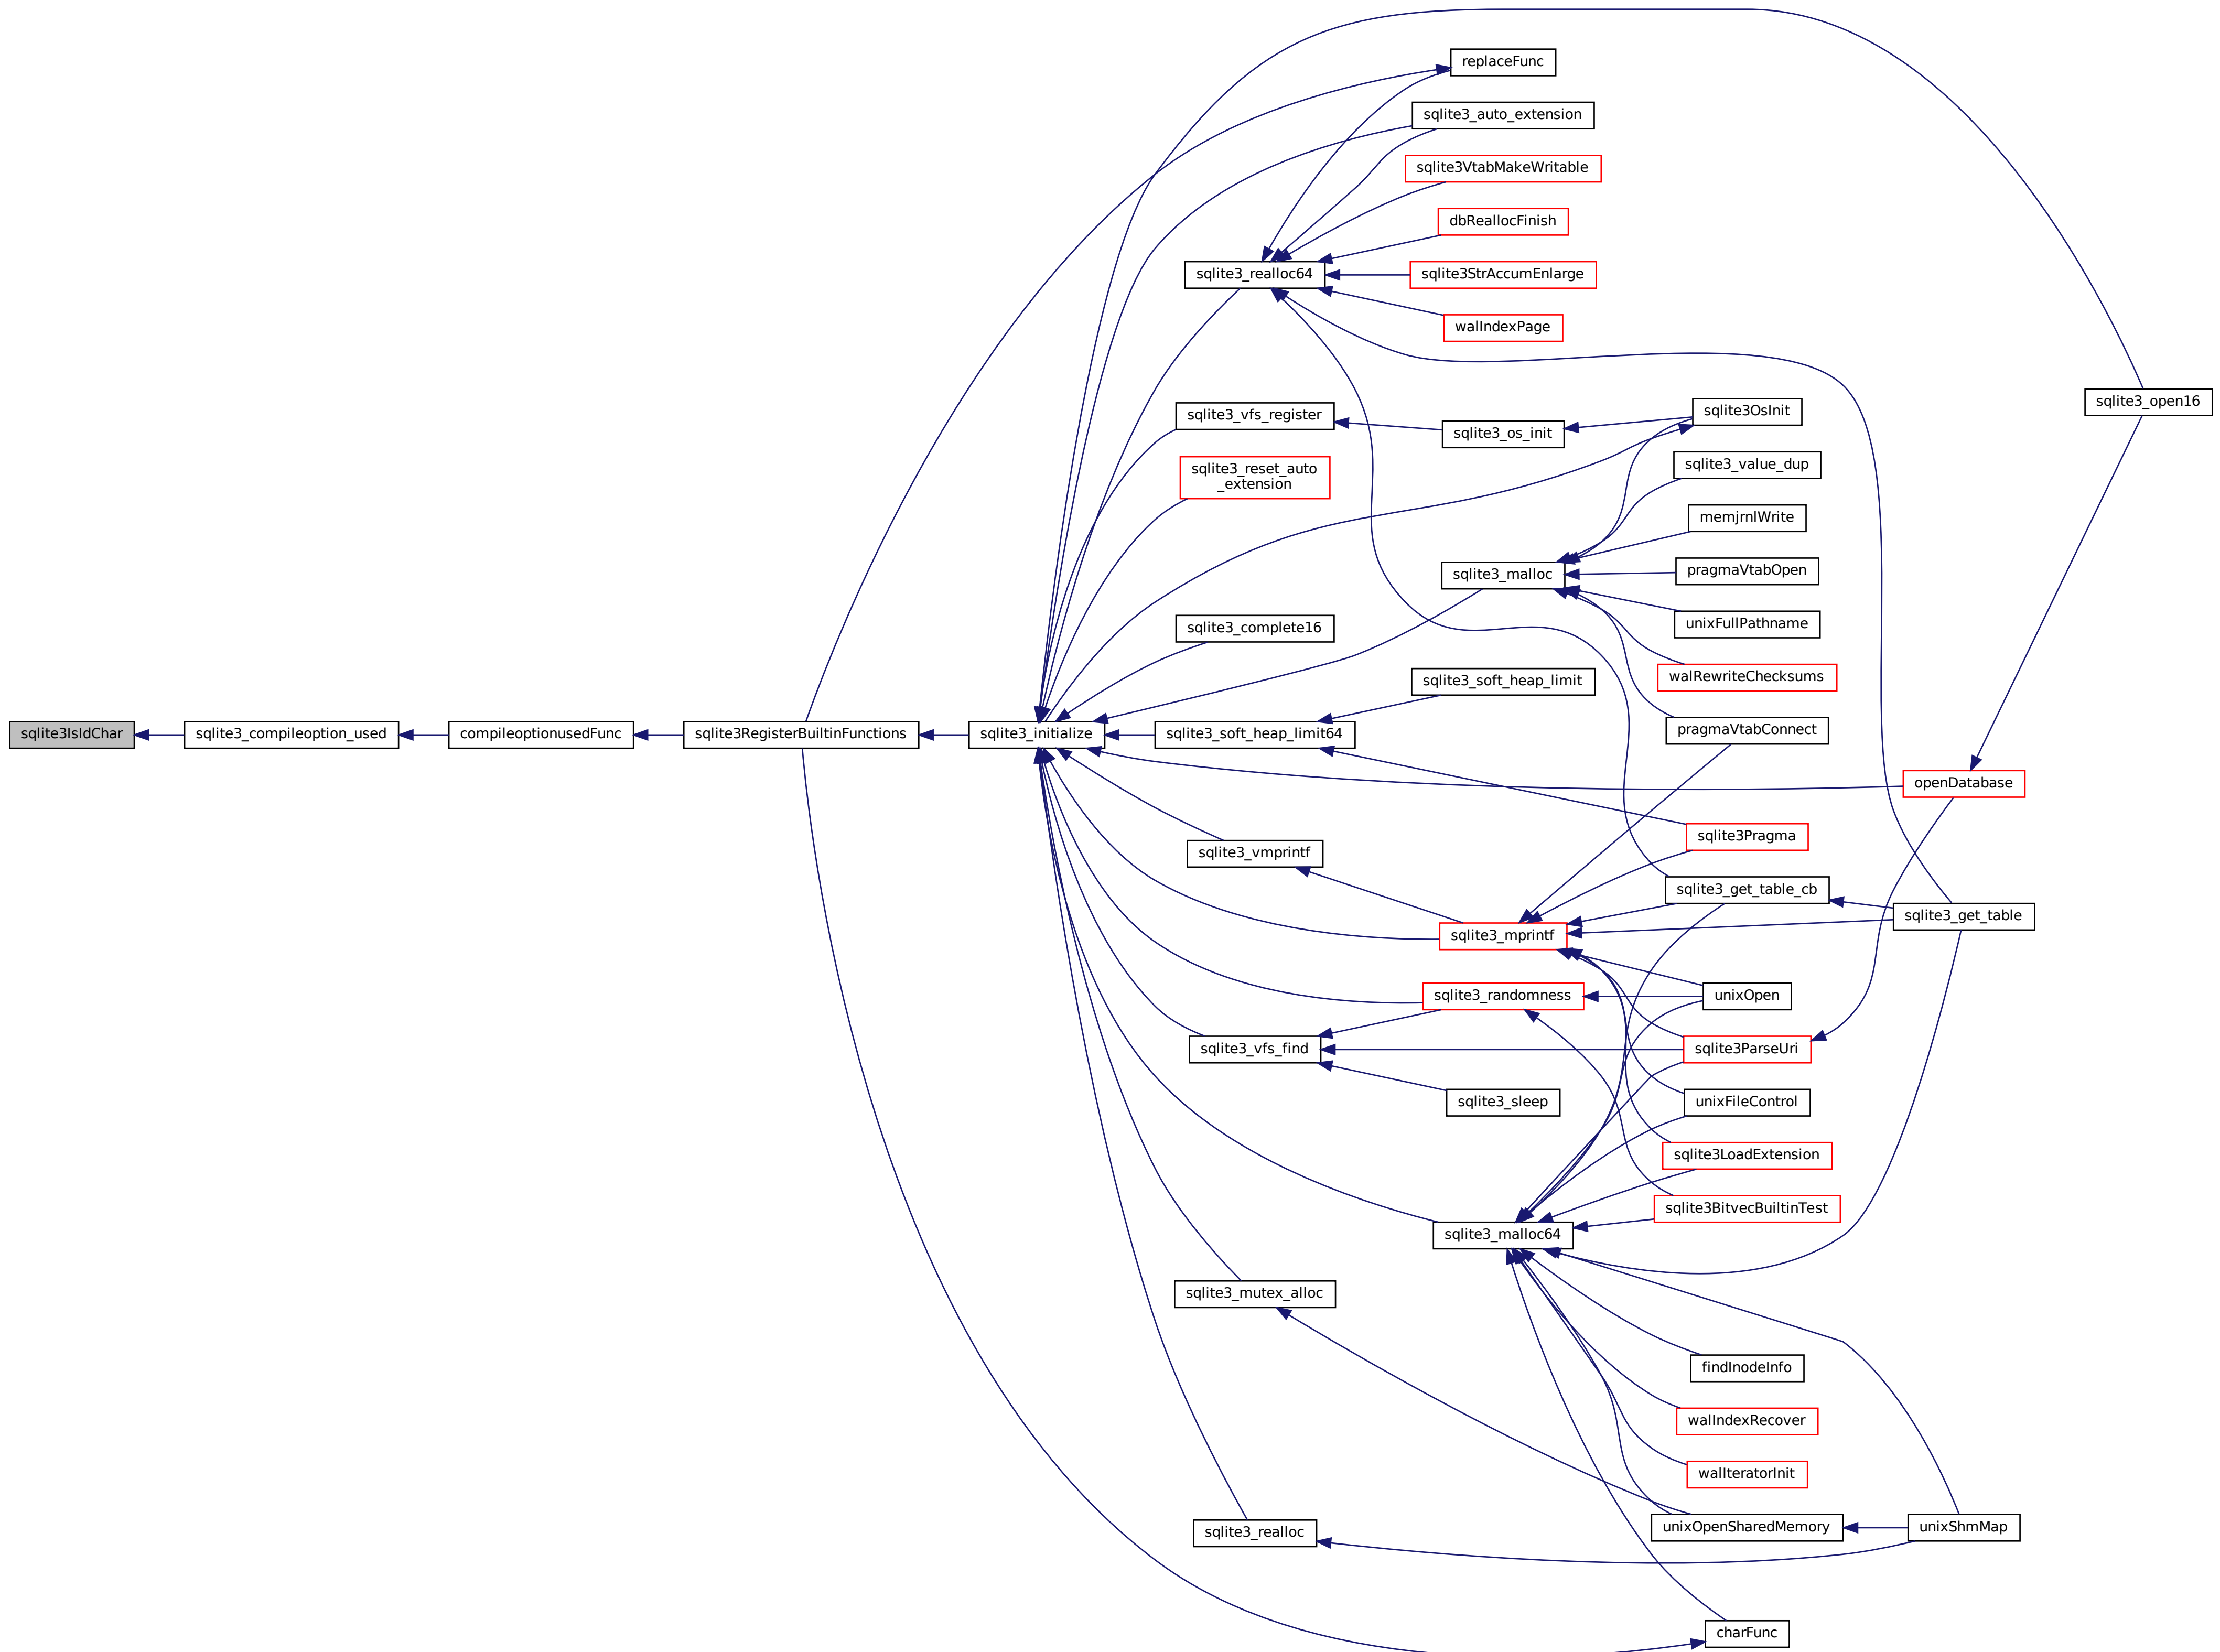 replaceFunc
sqlite3_auto_extension
sqlite3VtabMakeWritable
dbReallocFinish
sqlite3_realloc64
sqlite3StrAccumEnlarge
walIndexPage
sqlite3_open16
sqlite3_vfs_register
sqlite3_os_init
sqlite3OsInit
sqlite3_reset_auto
_extension
sqlite3_value_dup
memjrnlWrite
sqlite3_malloc
pragmaVtabOpen
sqlite3_complete16
unixFullPathname
sqlite3_soft_heap_limit
walRewriteChecksums
sqlite3IsIdChar
sqlite3_compileoption_used
compileoptionusedFunc
sqlite3RegisterBuiltinFunctions
sqlite3_initialize
sqlite3_soft_heap_limit64
pragmaVtabConnect
openDatabase
sqlite3_vmprintf
sqlite3Pragma
sqlite3_get_table_cb
sqlite3_get_table
sqlite3_mprintf
sqlite3_randomness
unixOpen
sqlite3_vfs_find
sqlite3ParseUri
sqlite3_sleep
unixFileControl
sqlite3LoadExtension
sqlite3BitvecBuiltinTest
sqlite3_malloc64
sqlite3_mutex_alloc
findInodeInfo
walIndexRecover
walIteratorInit
sqlite3_realloc
unixOpenSharedMemory
unixShmMap
charFunc